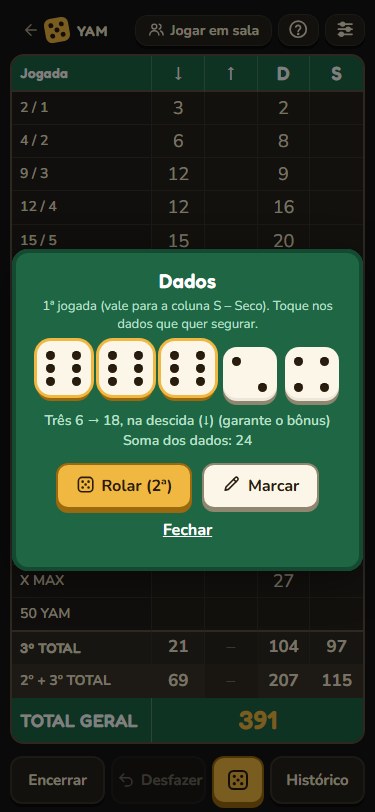 YAM
Jogar em sala
Jogada ↓ ↑ D S
2 / 1 3 2
4 / 2 6 8
9 / 3 12 9
12 / 4 12 16
15 / 5 15 20
Dados
1ª jogada (vale para a coluna S – Seco). Toque nos
dados que quer segurar.
Três 6 → 18, na descida (↓) (garante o bônus)
Soma dos dados: 24
Rolar (2ª)
Marcar
Fechar
X MAX 27
50 YAM
3º TOTAL 21 – 104 97
2º + 3º TOTAL 69 – 207 115
TOTAL GERAL 391
Encerrar
Desfazer
Histórico